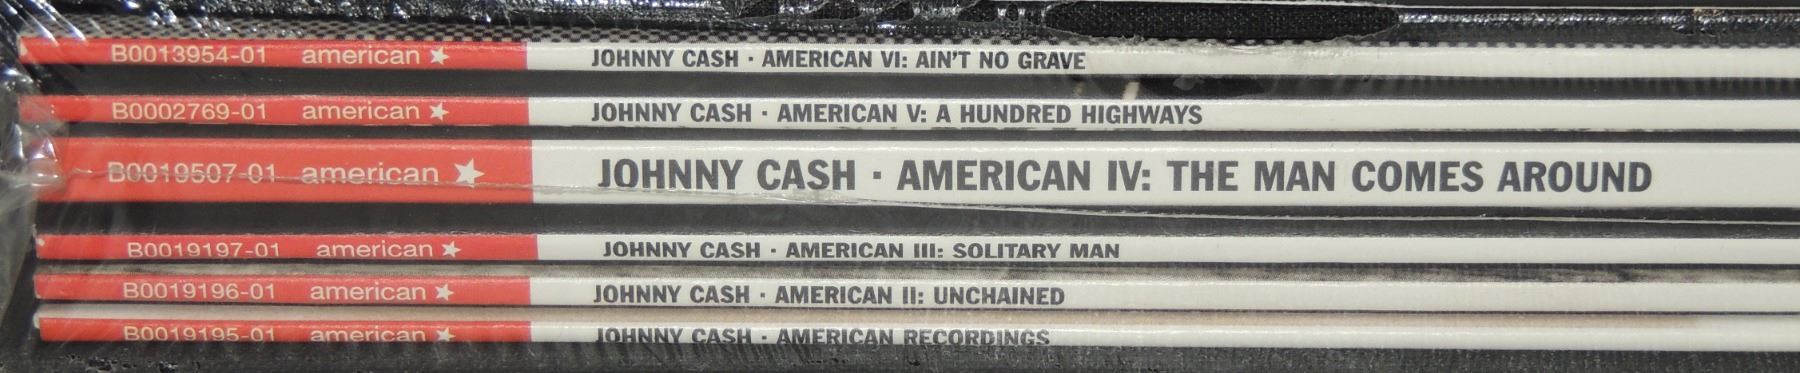 B0013954-01 american JOHNNY CASH · AMERICAN VI: AIN'T NO GRAVE
B0002769-01 american JOHNNY CASH · AMERICAN V: A HUNDRED HIGHWAYS
B0019507-01 american JOHNNY CASH · AMERICAN IV: THE MAN COMES AROUND
B0019197-01 american JOHNNY CASH · AMERICAN III: SOLITARY MAN
B0019196-01 american JOHNNY CASH · AMERICAN II: UNCHAINED
B0019195-01 american JOHNNY CASH · AMERICAN RECORDINGS